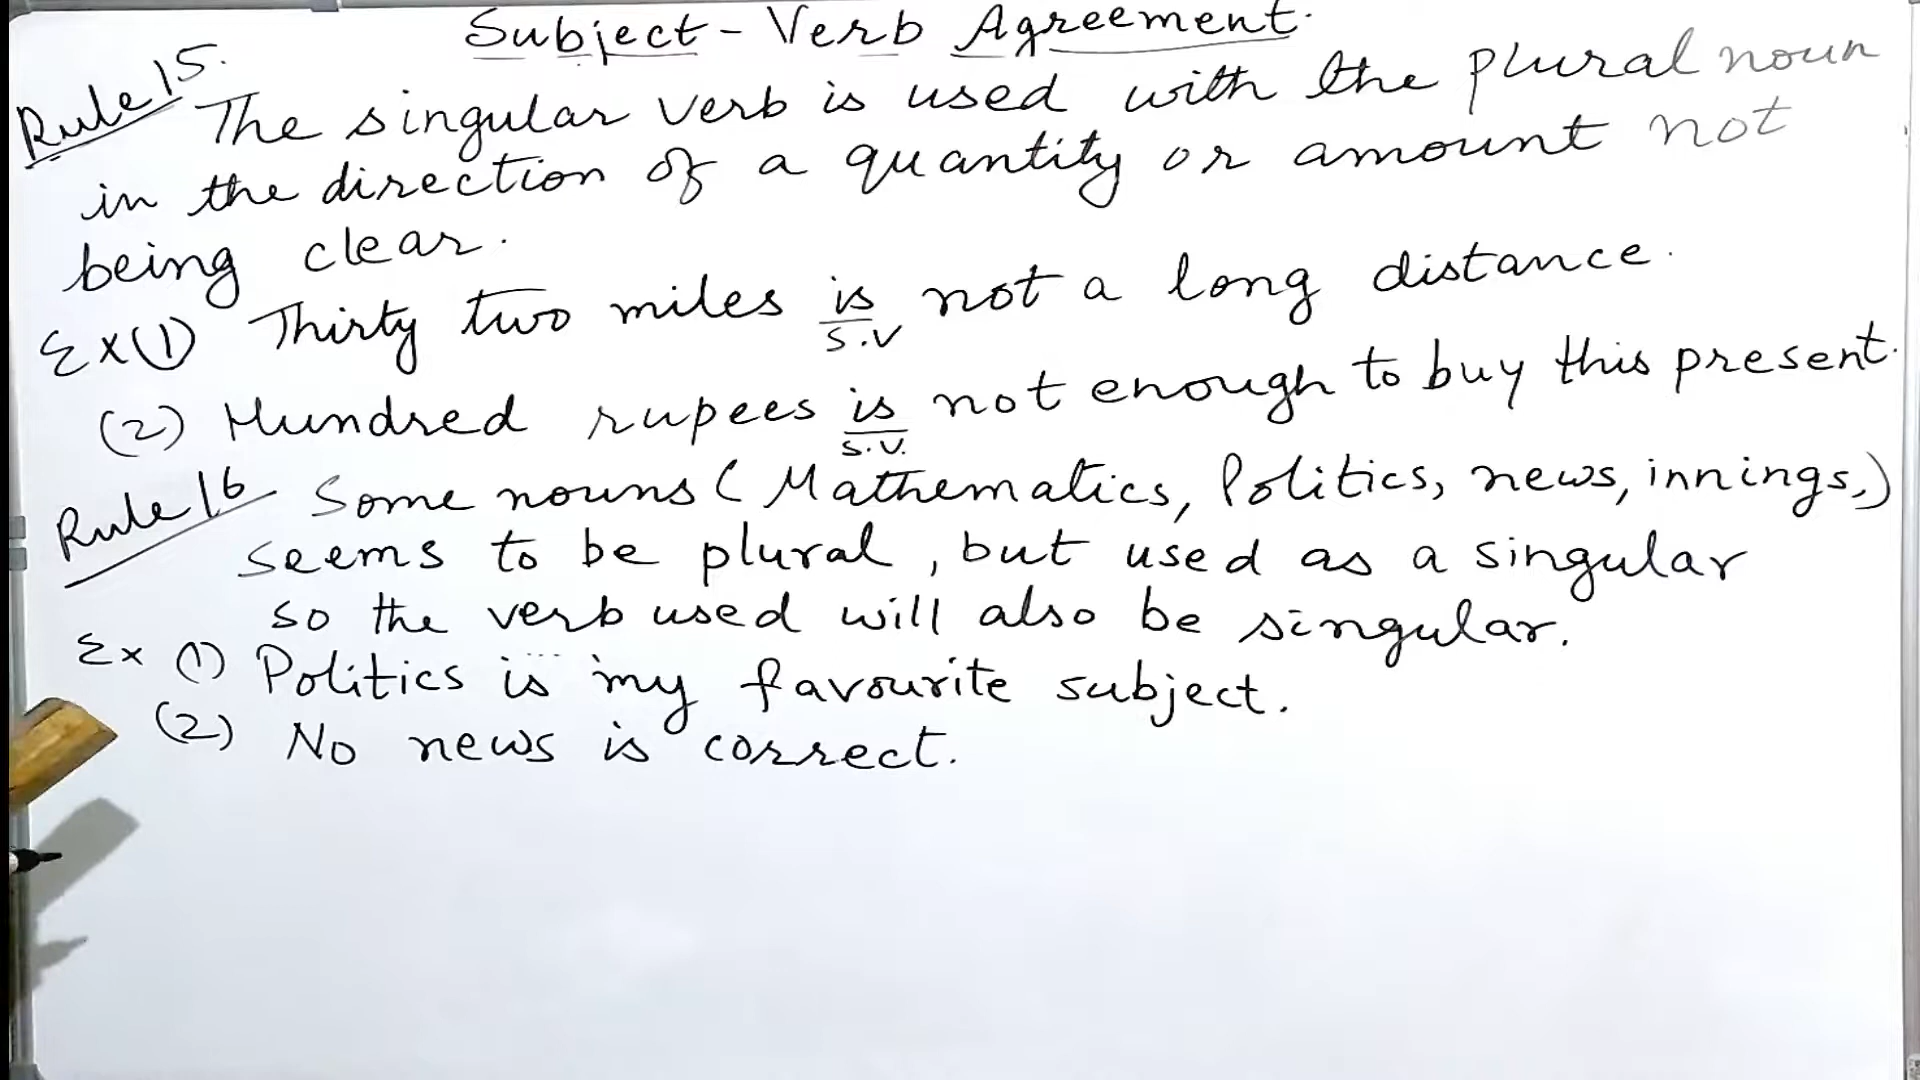 Subject-Verb Agreement.
Rule 15. The singular verb is used with the plural noun
in the direction of a quantity or amount not
being clear.
Ex (1) Thirty two miles is not a long distance.
S.V
(2) Hundred rupees is not enough to buy this present.
S.V.
Rule 16 Some nouns (Mathematics, Politics, news, innings,)
seems to be plural, but used as a singular
so the verb used will also be singular.
Ex (1) Politics is my favourite subject.
(2) No news is correct.